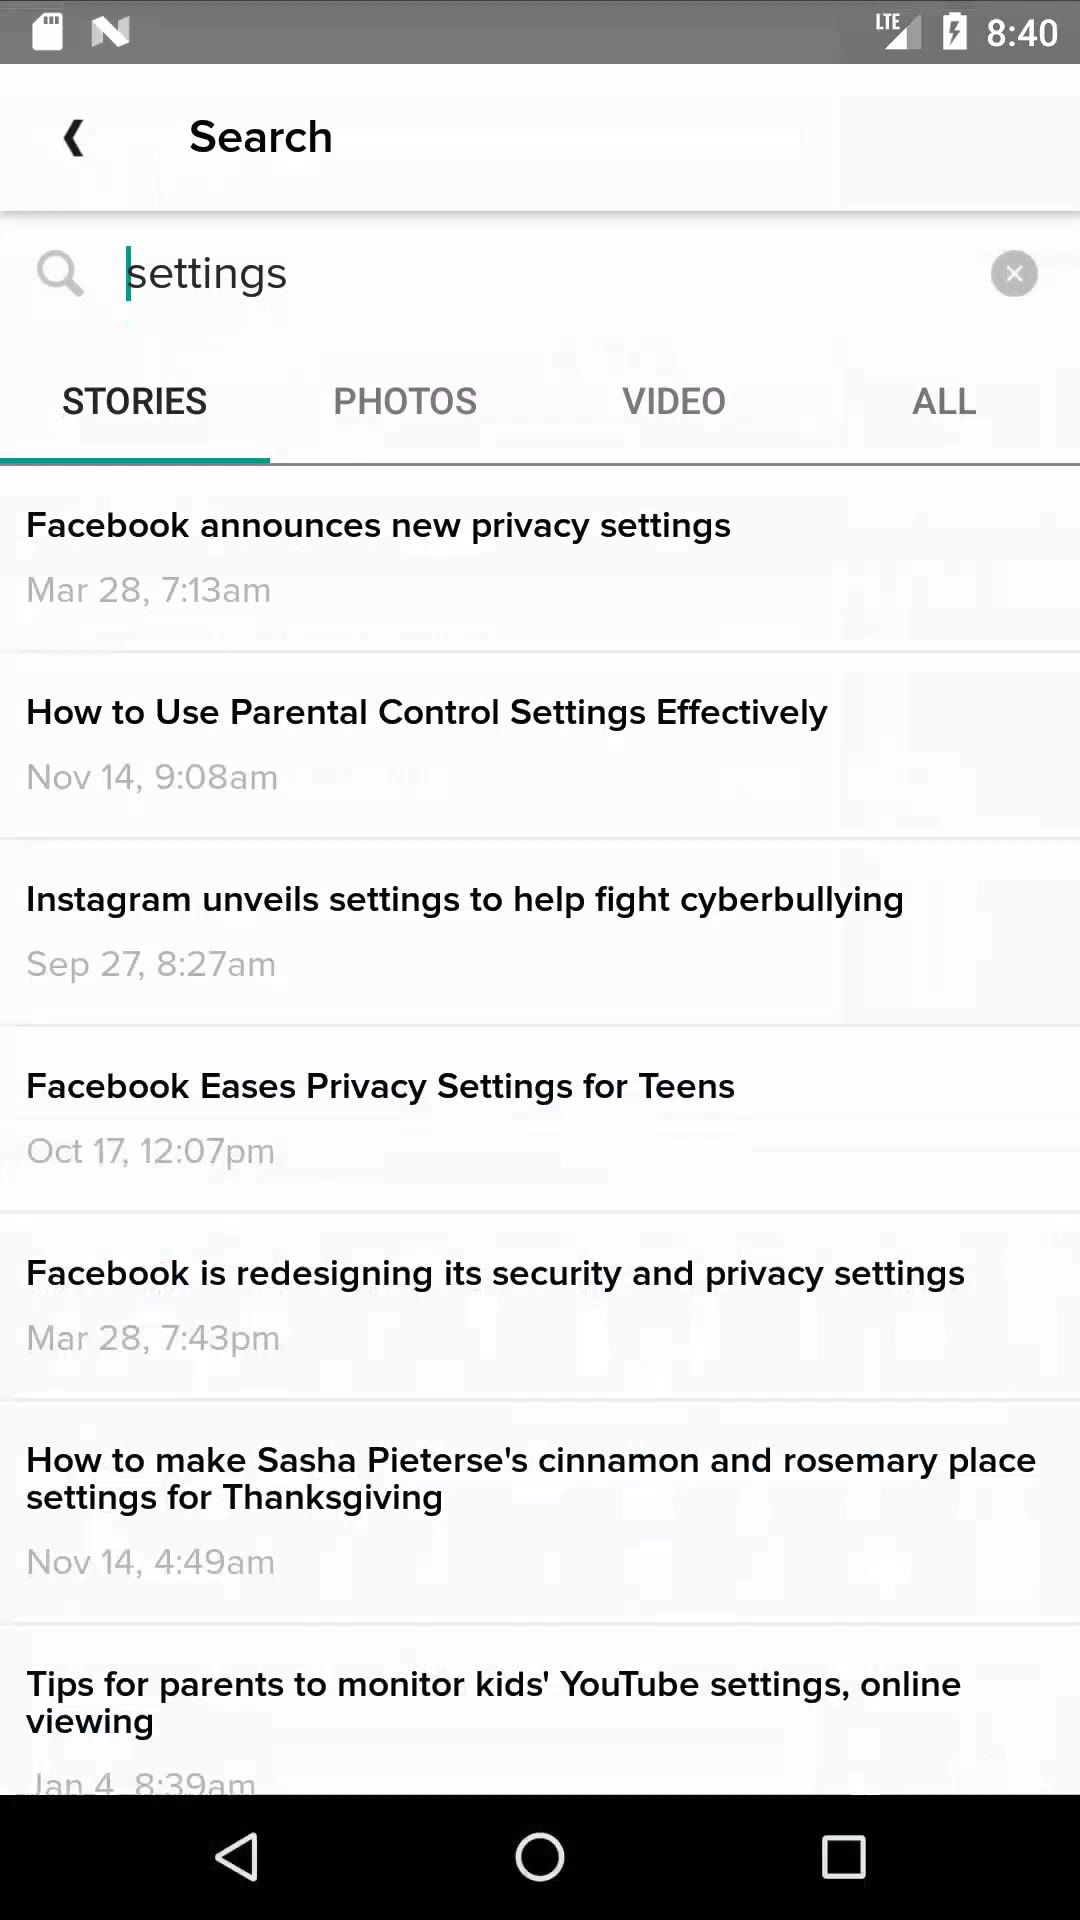 LTE 8:40
Search
settings
STORIES PHOTOS VIDEO ALL
Facebook announces new privacy settings
Mar 28, 7:13am
How to Use Parental Control Settings Effectively
Nov 14, 9:08am
Instagram unveils settings to help fight cyberbullying
Sep 27, 8:27am
Facebook Eases Privacy Settings for Teens
Oct 17, 12:07pm
Facebook is redesigning its security and privacy settings
Mar 28, 7:43pm
How to make Sasha Pieterse's cinnamon and rosemary place
settings for Thanksgiving
Nov 14, 4:49am
Tips for parents to monitor kids' YouTube settings, online
viewing
Jan 4, 8:39am